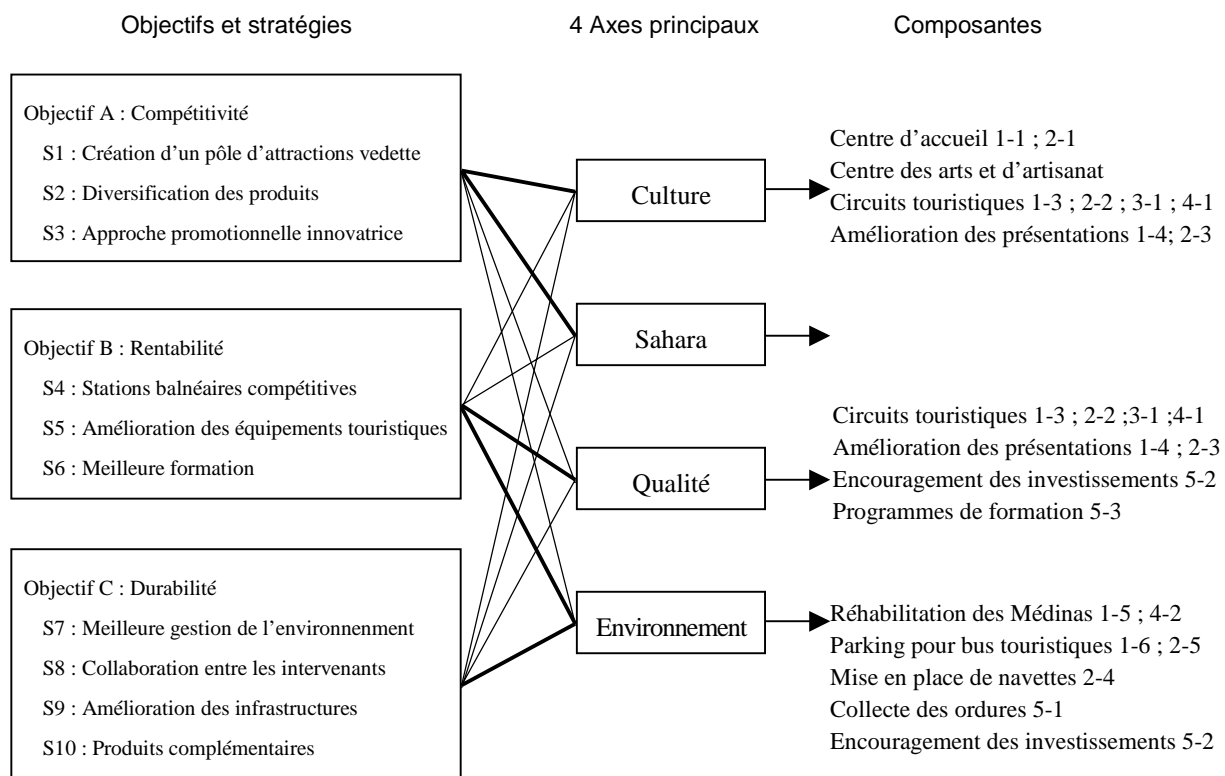 Objectifs et stratégies
4 Axes principaux
Composantes
Objectif A : Compétitivité
S1 : Création d'un pôle d'attractions vedette
S2 : Diversification des produits
S3 : Approche promotionnelle innovatrice
Objectif B : Rentabilité
S4 : Stations balnéaires compétitives
S5 : Amélioration des équipements touristiques
S6 : Meilleure formation
Objectif C : Durabilité
S7 : Meilleure gestion de l'environnenment
S8 : Collaboration entre les intervenants
S9 : Amélioration des infrastructures
S10 : Produits complémentaires
Culture
Sahara
Qualité
Environnement
Centre d'accueil 1-1 ; 2-1
Centre des arts et d'artisanat
Circuits touristiques 1-3 ; 2-2 ; 3-1 ; 4-1
Amélioration des présentations 1-4; 2-3
Circuits touristiques 1-3 ; 2-2 ;3-1 ;4-1
Amélioration des présentations 1-4 ; 2-3
Encouragement des investissements 5-2
Programmes de formation 5-3
Réhabilitation des Médinas 1-5 ; 4-2
Parking pour bus touristiques 1-6 ; 2-5
Mise en place de navettes 2-4
Collecte des ordures 5-1
Encouragement des investissements 5-2